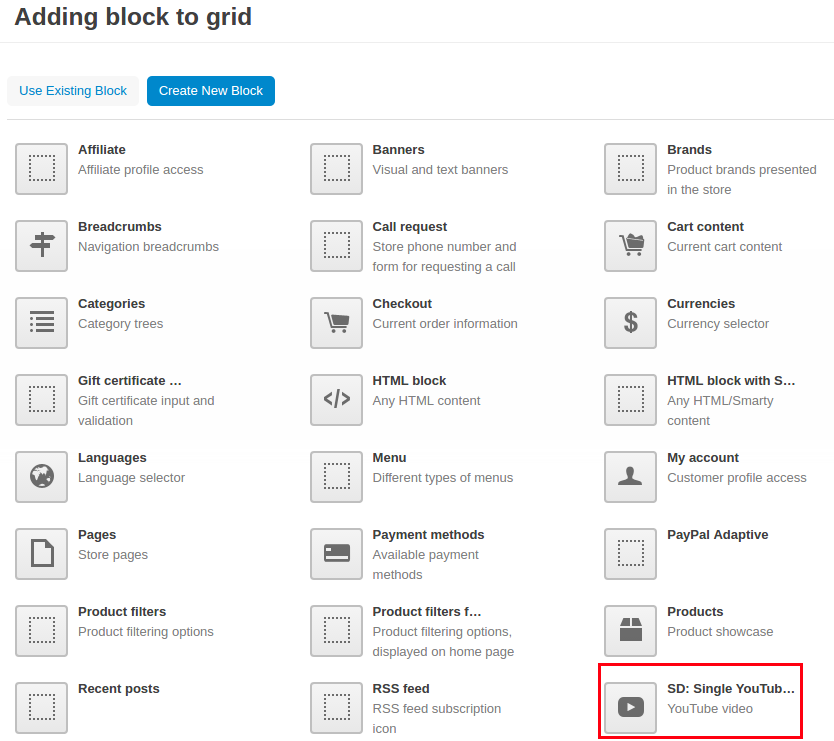 Adding block to grid
Use Existing Block
Create New Block
Affiliate
Affiliate profile access
Banners
Visual and text banners
Brands
Product brands presented
in the store
Breadcrumbs
Navigation breadcrumbs
Call request
Store phone number and
form for requesting a call
Cart content
Current cart content
Categories
Category trees
Checkout
Current order information
Currencies
Currency selector
Gift certificate ...
Gift certificate input and
validation
HTML block
Any HTML content
HTML block with S...
Any HTML/Smarty
content
Languages
Language selector
Menu
Different types of menus
My account
Customer profile access
Pages
Store pages
Payment methods
Available payment
methods
PayPal Adaptive
Product filters
Product filtering options
Product filters f...
Product filtering options,
displayed on home page
Products
Product showcase
Recent posts
RSS feed
RSS feed subscription
icon
SD: Single YouTub...
YouTube video